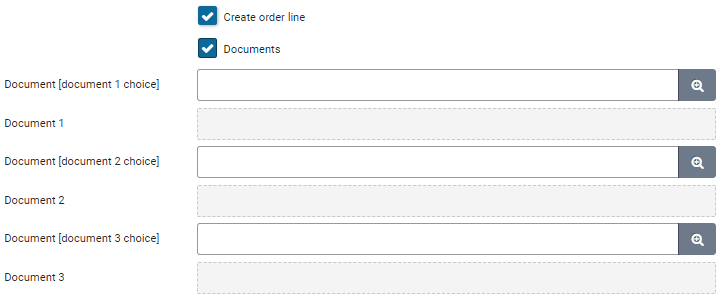 Create order line
Documents
Document [document 1 choice]
Document 1
Document [document 2 choice]
Document 2
Document [document 3 choice]
Document 3